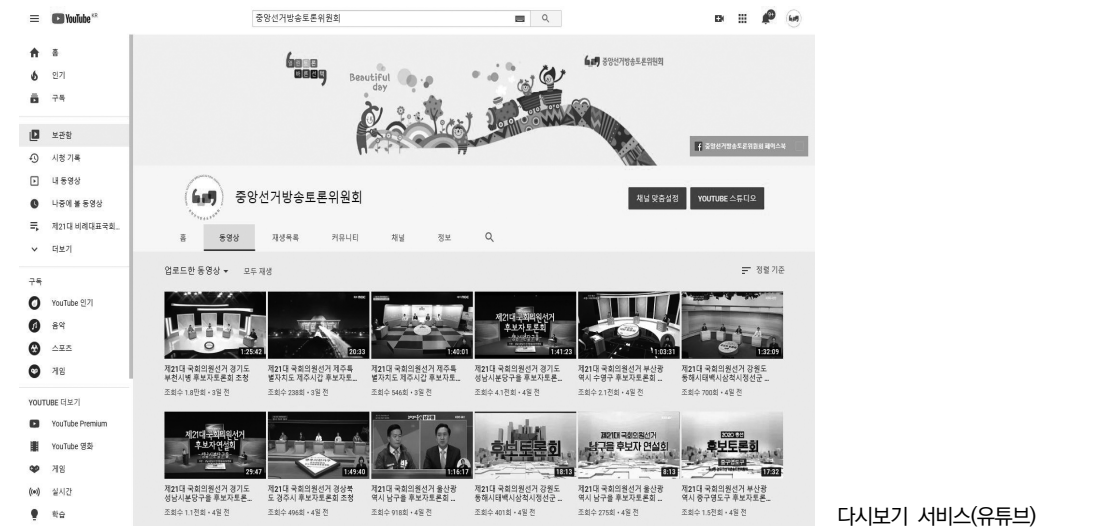 YouTube KR
중앙선거방송토론위원회
홈
인기
구독
보관함
시청 기록
내 동영상
나중에 볼 동영상
제21대 비례대표국회...
더보기
구독
YouTube 인기
음악
스포츠
게임
YOUTUBE 더보기
YouTube Premium
YouTube 영화
게임
실시간
학습
Beautiful
day
중앙선거방송토론위원회
중앙선거방송토론위원회 페이스북
중앙선거방송토론위원회
채널 맞춤설정
YOUTUBE 스튜디오
홈
동영상
재생목록
커뮤니티
채널
정보
업로드한 동영상
모두 재생
정렬 기준
1:25:42
제21대 국회의원선거 경기도
부천시병 후보자토론회 초청
조회수 1.8만회 • 3일 전
20:33
제21대 국회의원선거 제주특
별자치도 제주시갑 후보자토...
조회수 238회 • 3일 전
1:40:01
제21대 국회의원선거 제주특
별자치도 제주시갑 후보자토...
조회수 546회 • 3일 전
제21대 국회의원선거
후보자토론회
1:41:23
제21대 국회의원선거 경기도
성남시분당구을 후보자토론...
조회수 4.1천회 • 4일 전
1:03:31
제21대 국회의원선거 부산광
역시 수영구 후보자토론회 ...
조회수 2.1천회 • 4일 전
1:32:09
제21대 국회의원선거 강원도
동해시태백시삼척시정선군 ...
조회수 700회 • 4일 전
제21대 국회의원선거
후보자연설회
29:47
제21대 국회의원선거 경기도
성남시분당구을 후보자토론...
조회수 1.1천회 • 4일 전
1:49:40
제21대 국회의원선거 경상북
도 경주시 후보자토론회 초청
조회수 496회 • 4일 전
1:16:17
제21대 국회의원선거 울산광
역시 남구을 후보자토론회 ...
조회수 918회 • 4일 전
후보토론회
18:13
제21대 국회의원선거 강원도
동해시태백시삼척시정선군 ...
조회수 401회 • 4일 전
제21대 국회의원선거
남구을 후보자 연설회
8:13
제21대 국회의원선거 울산광
역시 남구을 후보자토론회 ...
조회수 275회 • 4일 전
2020 총선
후보토론회
중구영도구
17:32
제21대 국회의원선거 부산광
역시 중구영도구 후보자토론...
조회수 1.5천회 • 4일 전
다시보기 서비스(유튜브)